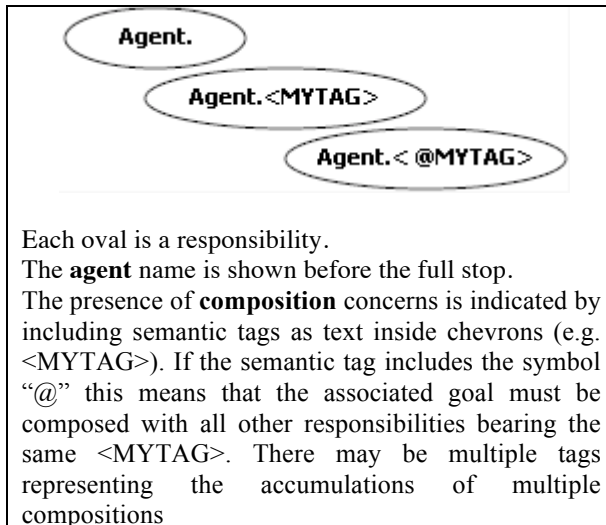 Agent.
Agent.<MYTAG>
Agent.< @MYTAG>
Each oval is a responsibility.
The agent name is shown before the full stop.
The presence of composition concerns is indicated by
including semantic tags as text inside chevrons (e.g.
<MYTAG>). If the semantic tag includes the symbol
“@” this means that the associated goal must be
composed with all other responsibilities bearing the
same <MYTAG>. There may be multiple tags
representing the accumulations of multiple
compositions